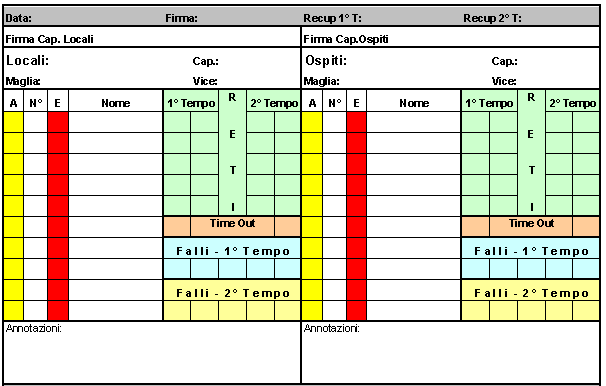 Data: Firma: Recup 1° T: Recup 2° T:
Firma Cap. Locali Firma Cap.Ospiti
Locali: Cap.: Ospiti: Cap.:
Maglia: Vice: Maglia: Vice:
A N° E Nome 1° Tempo R 2° Tempo A N° E Nome 1° Tempo R 2° Tempo
E E
T T
I I
Time Out Time Out
Falli - 1° Tempo Falli - 1° Tempo
Falli - 2° Tempo Falli - 2° Tempo
Annotazioni: Annotazioni: